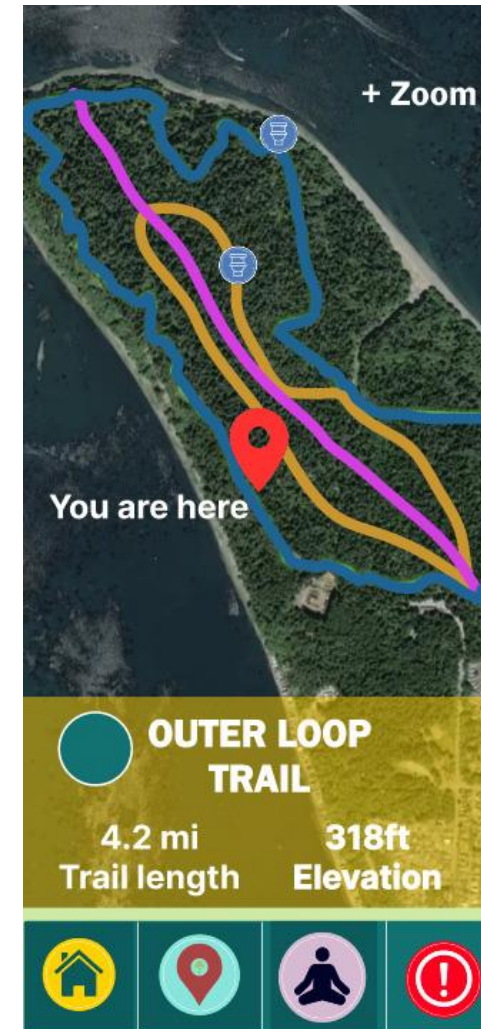 + Zoom
You are here
OUTER LOOP
TRAIL
4.2 mi
Trail length
318ft
Elevation